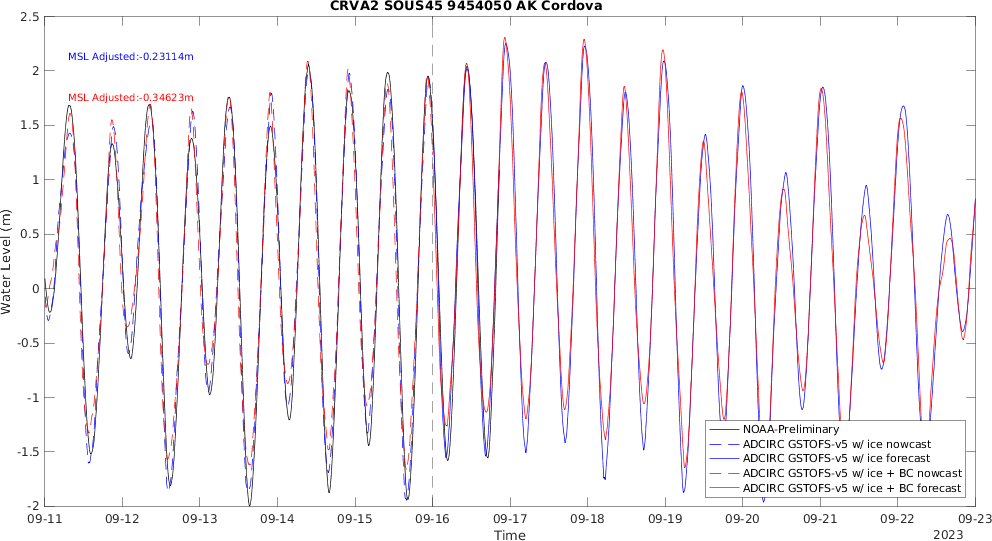 CRVA2 SOUS45 9454050 AK Cordova
2.5
2
1.5
1
0.5
0
-0.5
-1
-1.5
-2
Water Level (m)
MSL Adjusted:-0.23114m
MSL Adjusted:-0.34623m
NOAA-Preliminary
ADCIRC GSTOFS-v5 w/ ice nowcast
ADCIRC GSTOFS-v5 w/ ice forecast
ADCIRC GSTOFS-v5 w/ ice + BC nowcast
ADCIRC GSTOFS-v5 w/ ice + BC forecast
09-11 09-12 09-13 09-14 09-15 09-16 09-17 09-18 09-19 09-20 09-21 09-22 09-23
Time
2023